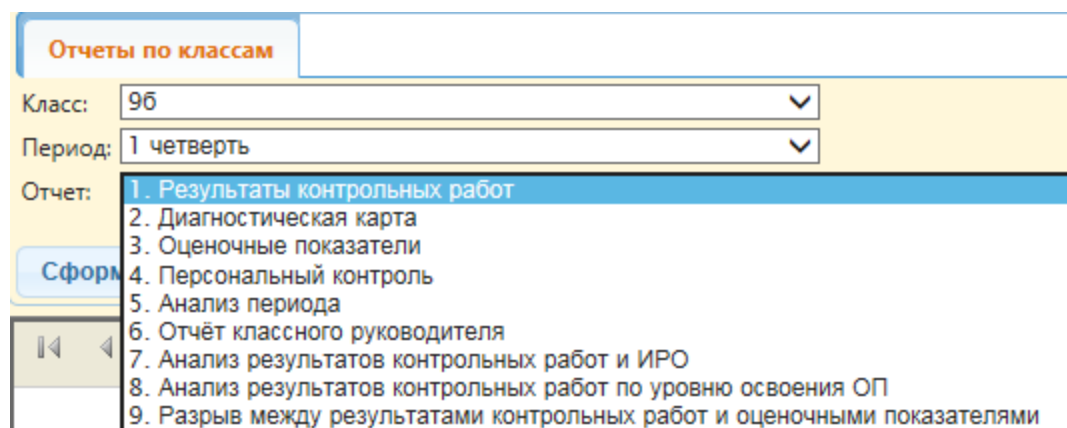 Отчеты по классам
Класс: 9б
Период: 1 четверть
Отчет: 1. Результаты контрольных работ
2. Диагностическая карта
3. Оценочные показатели
Сформ 4. Персональный контроль
5. Анализ периода
6. Отчёт классного руководителя
7. Анализ результатов контрольных работ и ИРО
8. Анализ результатов контрольных работ по уровню освоения ОП
9. Разрыв между результатами контрольных работ и оценочными показателями